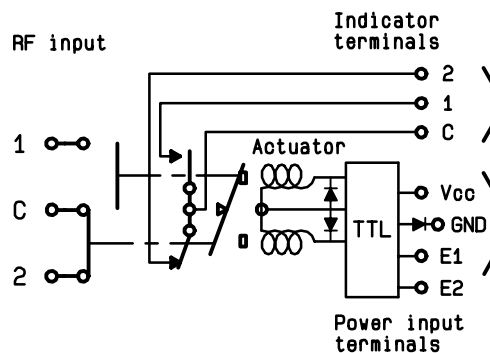 Indicator
terminals
RF input
2
1
C
1
Actuator
Vcc
C
GND
TTL
E1
2
E2
Power input
terminals